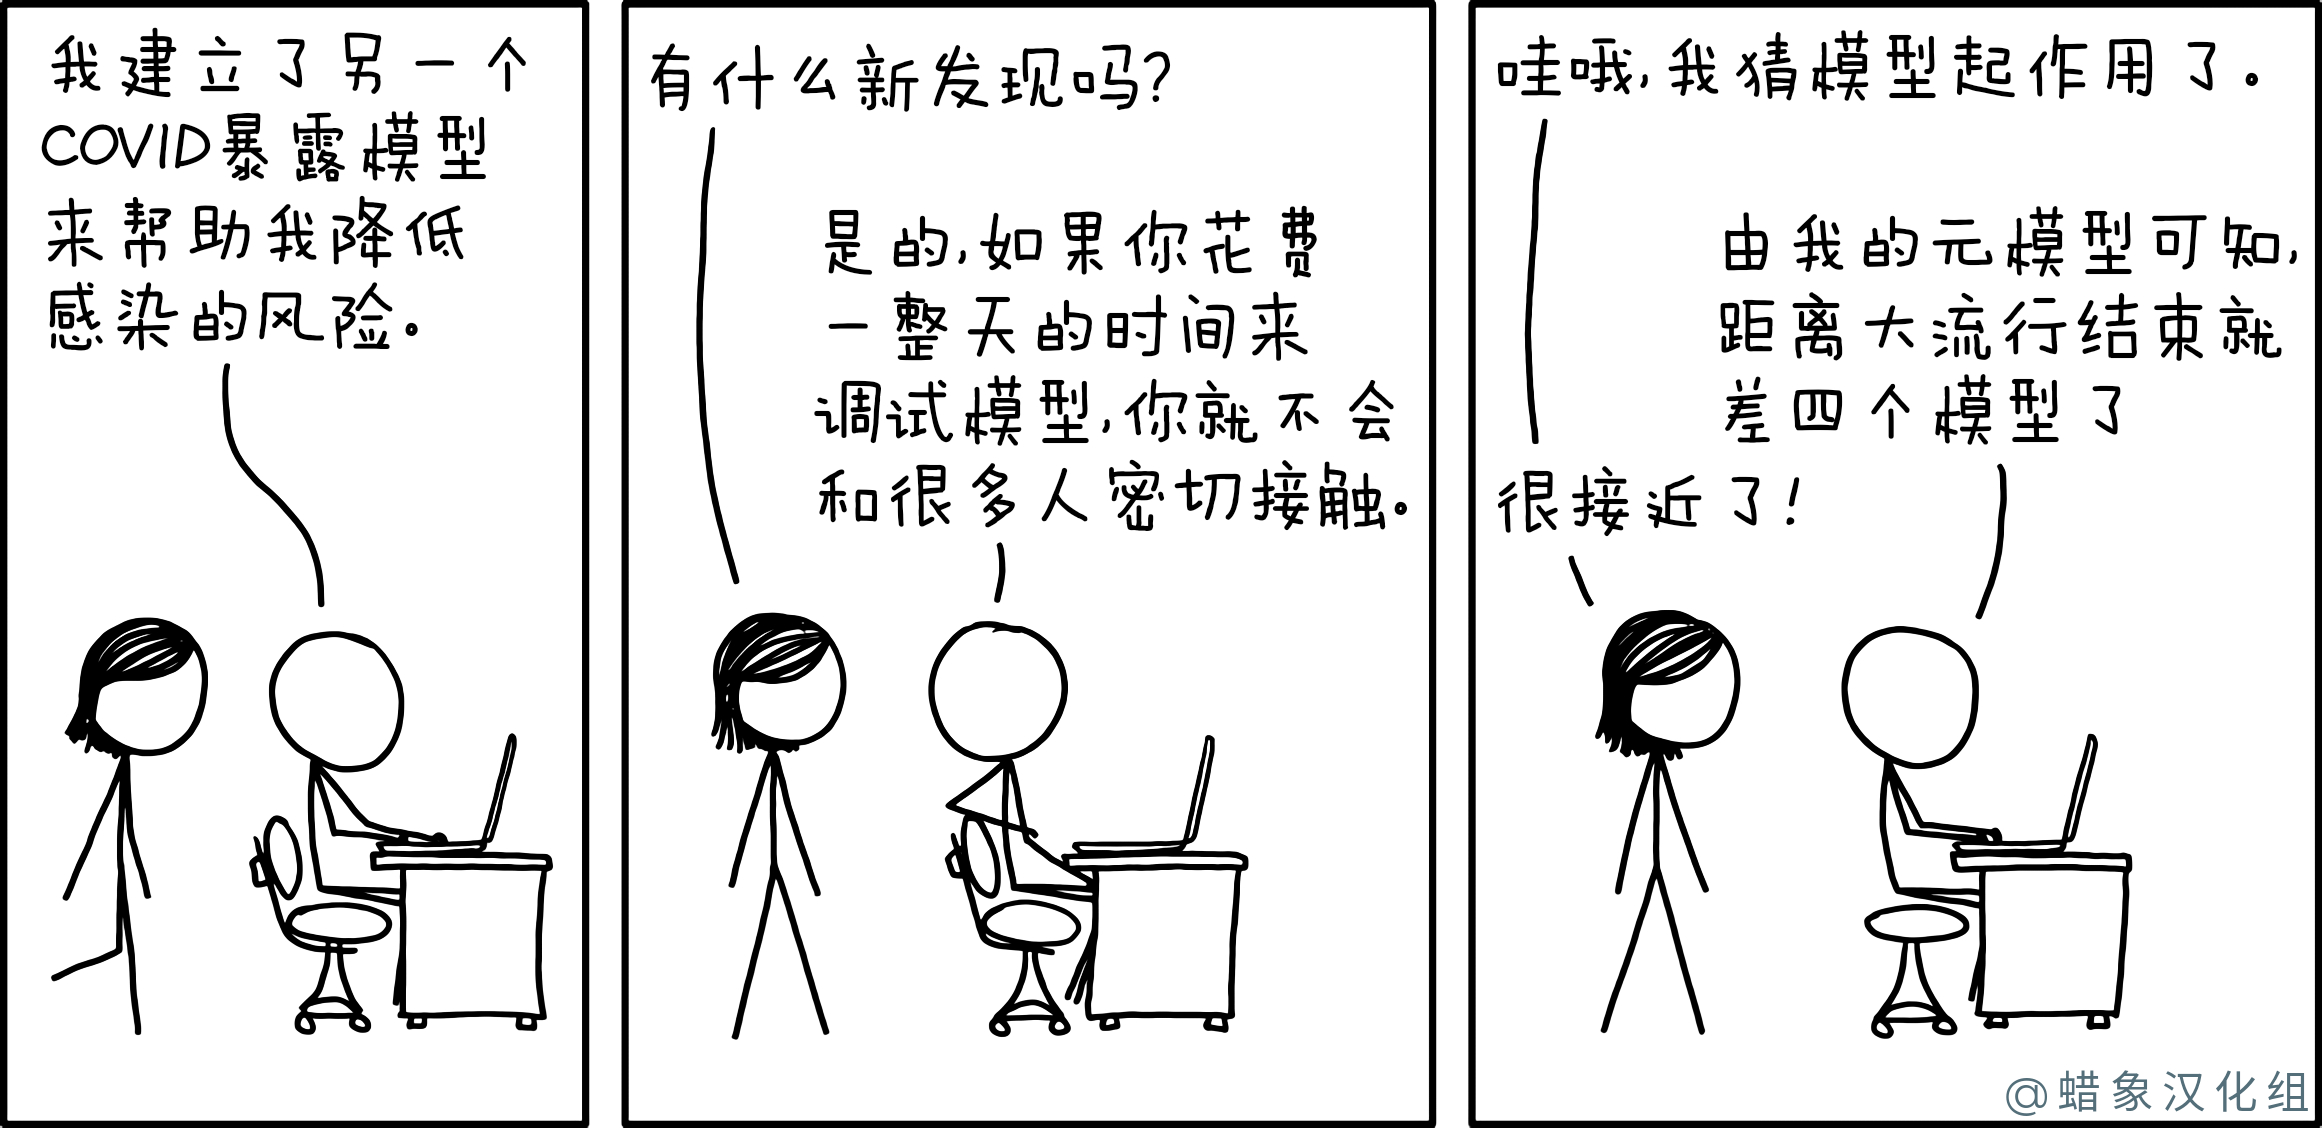 我建立了另一个
COVID暴露模型
来帮助我降低
感染的风险。
有什么新发现吗?
是的,如果你花费
一整天的时间来
调试模型,你就不会
和很多人密切接触。
哇哦,我猜模型起作用了。
由我的元模型可知,
距离大流行结束就
差四个模型了
很接近了!
@蜡象汉化组